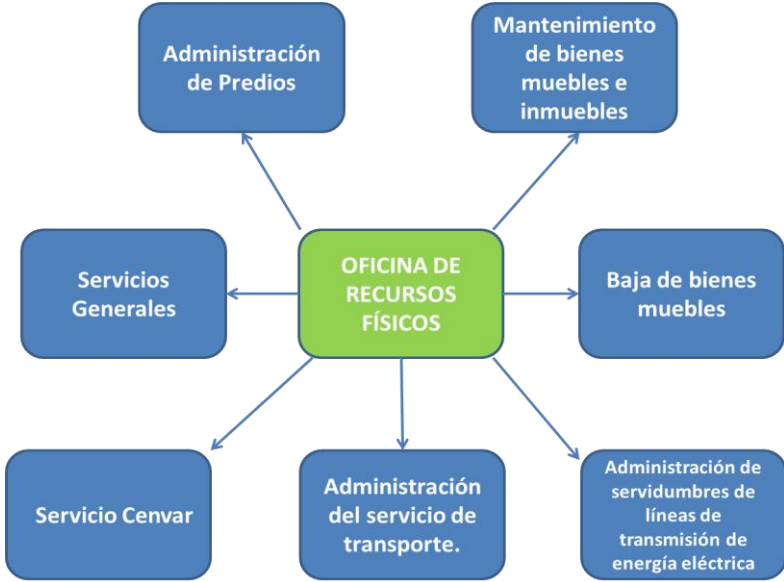 Administración
de Predios
Mantenimiento
de bienes
muebles e
inmuebles
Servicios
Generales
OFICINA DE
RECURSOS
FÍSICOS
Baja de bienes
muebles
Servicio Cenvar
Administración
del servicio de
transporte.
Administración de
servidumbres de
líneas de
transmisión de
energía eléctrica